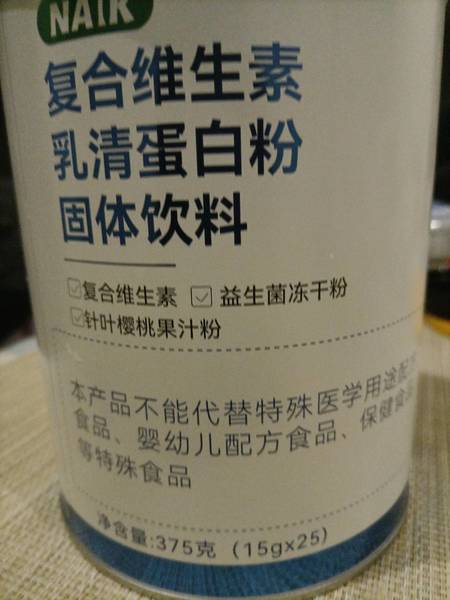 NAIK
复合维生素
乳清蛋白粉
固体饮料
复合维生素 益生菌冻干粉
针叶樱桃果汁粉
本产品不能代替特殊医学用途配方
食品、婴幼儿配方食品、保健食品
等特殊食品
净含量:375克（15gx25）